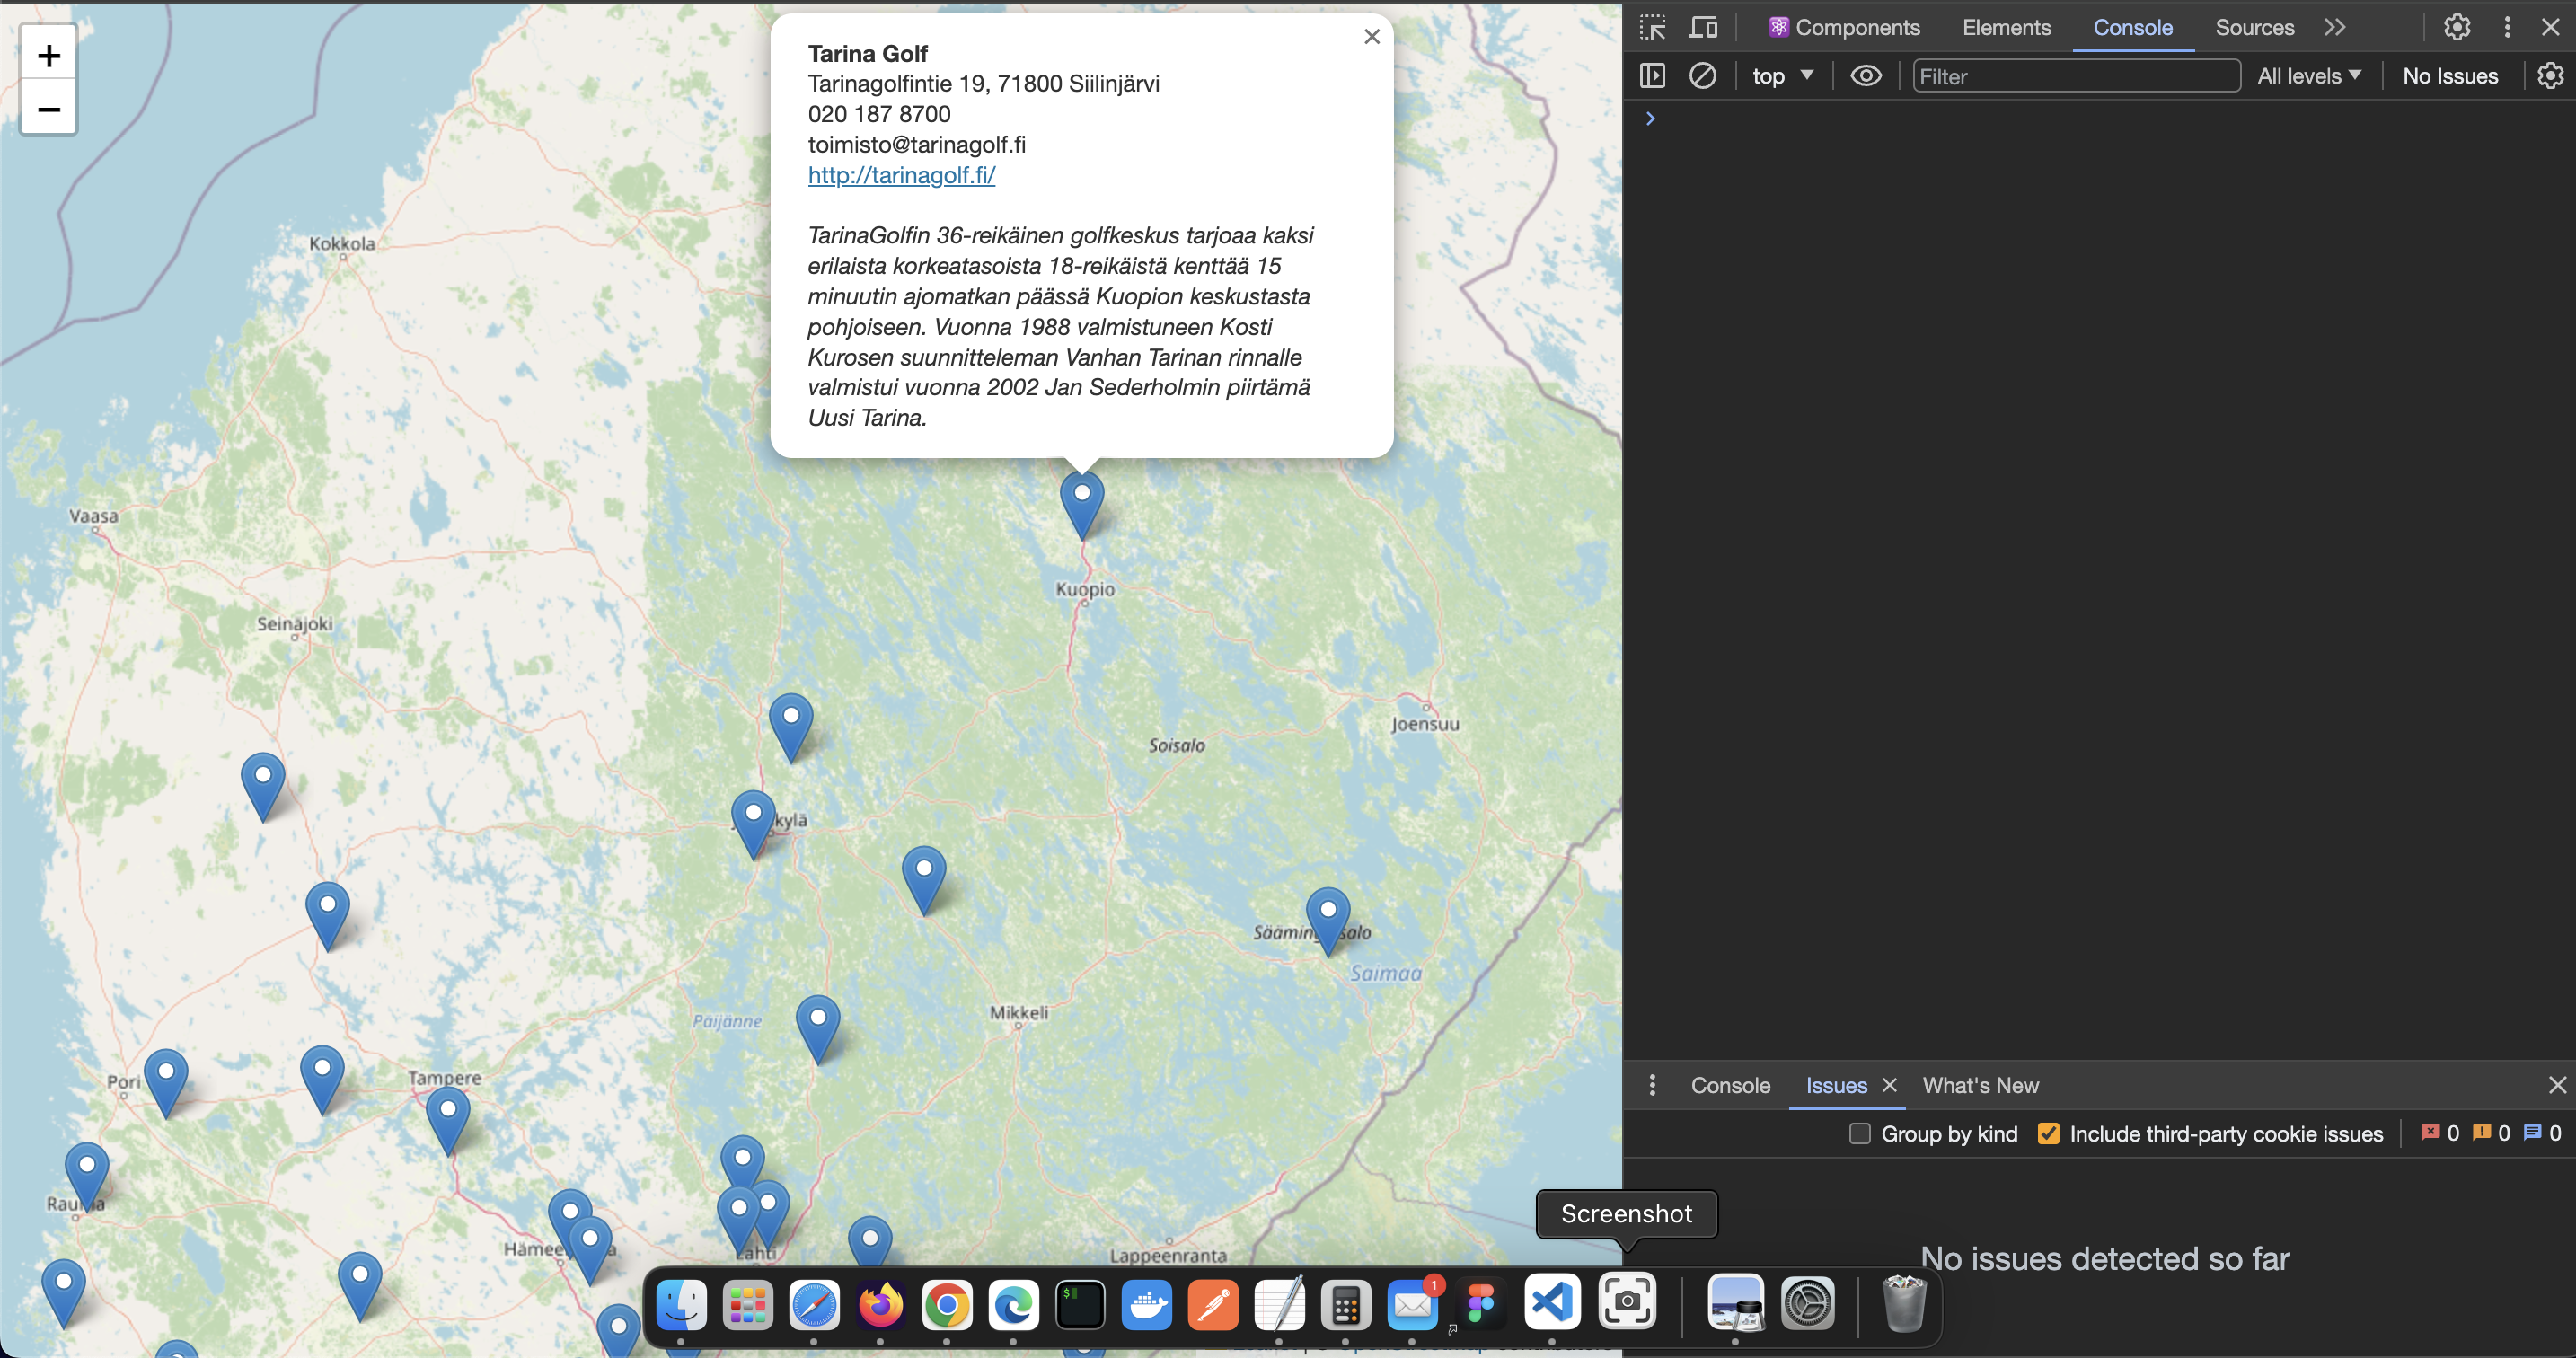 +
−
Tarina Golf
Tarinagolfintie 19, 71800 Siilinjärvi
020 187 8700
toimisto@tarinagolf.fi
http://tarinagolf.fi/
TarinaGolfin 36-reikäinen golfkeskus tarjoaa kaksi
erilaista korkeatasoista 18-reikäistä kenttää 15
minuutin ajomatkan päässä Kuopion keskustasta
pohjoiseen. Vuonna 1988 valmistuneen Kosti
Kurosen suunnitteleman Vanhan Tarinan rinnalle
valmistui vuonna 2002 Jan Sederholmin piirtämä
Uusi Tarina.
Kokkola
Vaasa
Kuopio
Seinäjoki
Joensuu
Soisalo
Saimaa
Mikkeli
Päijänne
Tampere
Pori
Lahti
Lappeenranta
Components
Elements
Console
Sources
top
Filter
All levels
No Issues
Console
Issues
What's New
Group by kind
Include third-party cookie issues
0
0
0
No issues detected so far
Screenshot
1